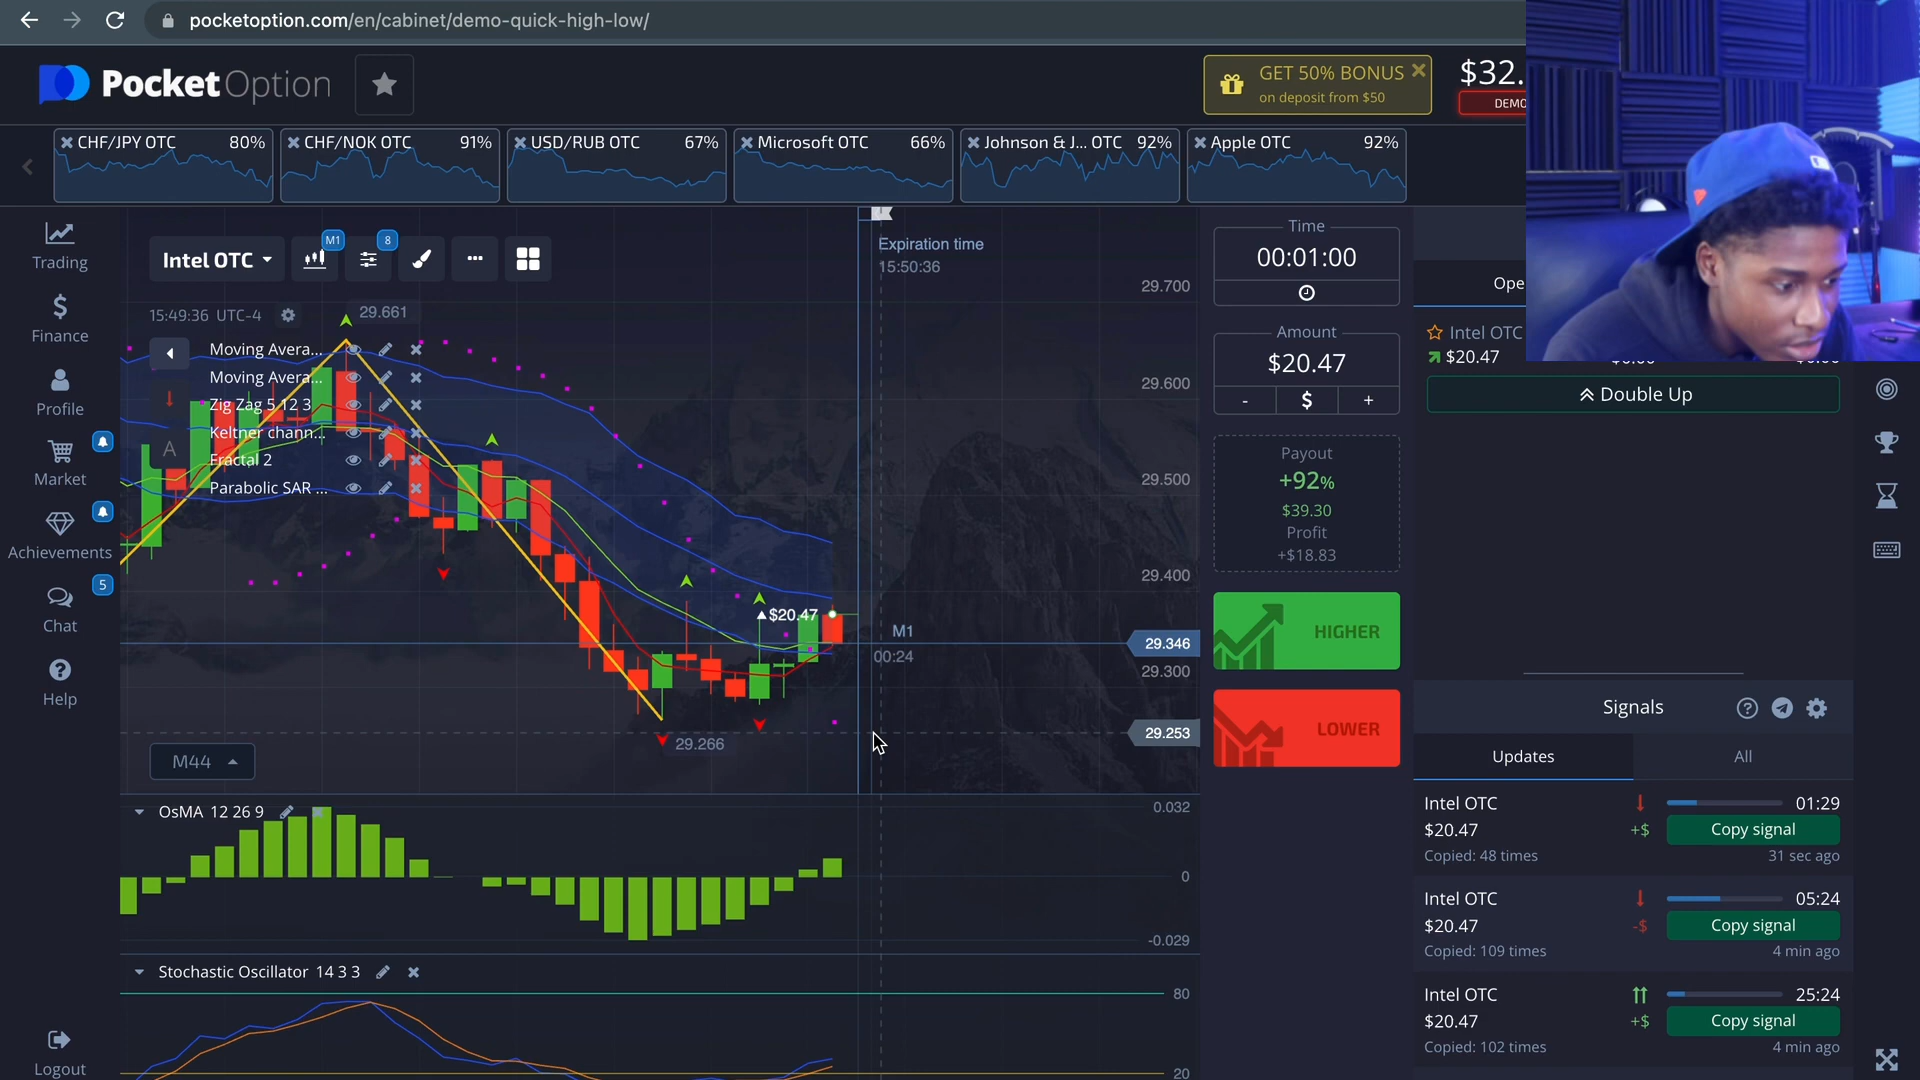 pocketoption.com/en/cabinet/demo-quick-high-low/
PocketOption
GET 50% BONUS
on deposit from $50
$32.
DEMO
CHF/JPY OTC 80%
CHF/NOK OTC 91%
USD/RUB OTC 67%
Microsoft OTC 66%
Johnson & J... OTC 92%
Apple OTC 92%
Trading
Finance
Profile
Market
Achievements
5
Chat
Help
Logout
Intel OTC
M1
8
15:49:36 UTC-4
29.661
Moving Avera...
Moving Avera...
Zig Zag 5 12 3
Keltner chann...
A
Fractal 2
Parabolic SAR ...
Expiration time
15:50:36
29.700
29.600
29.500
29.400
$20.47
M1
00:24
29.346
29.300
29.253
29.266
M44
OsMA 12 26 9
0.032
0
-0.029
Stochastic Oscillator 14 3 3
80
20
Time
00:01:00
Amount
$20.47
- $ +
Payout
+92%
$39.30
Profit
+$18.83
HIGHER
LOWER
Ope
Intel OTC
$20.47
Double Up
Signals
Updates
All
Intel OTC 01:29
$20.47 +$ Copy signal
Copied: 48 times 31 sec ago
Intel OTC 05:24
$20.47 -$ Copy signal
Copied: 109 times 4 min ago
Intel OTC 25:24
$20.47 +$ Copy signal
Copied: 102 times 4 min ago